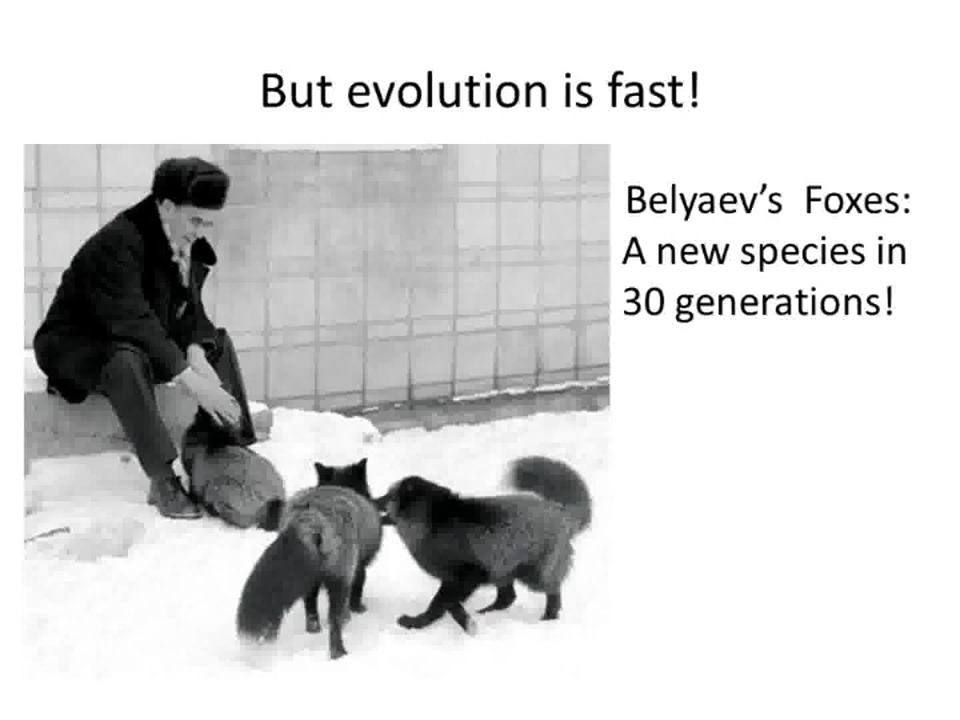 But evolution is fast!
Belyaev’s  Foxes:
A new species in
30 generations!